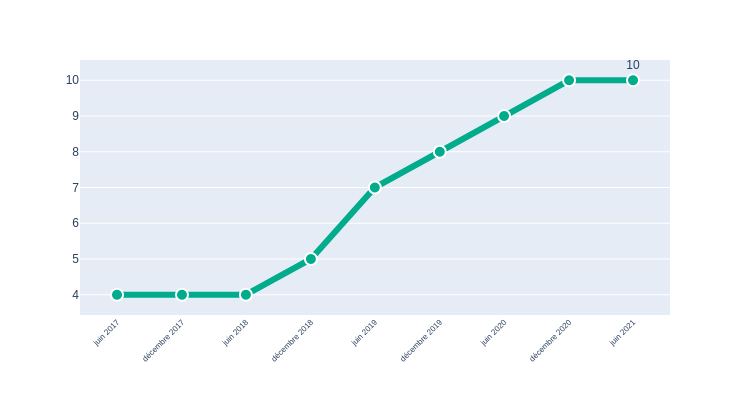 10
10
9
8
7
6
5
4
juin 2017
décembre 2017
juin 2018
décembre 2018
juin 2019
décembre 2019
juin 2020
décembre 2020
juin 2021